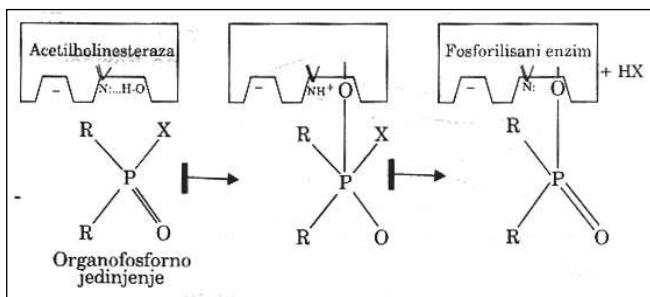 Acetilholinesteraza
N:...H-O
R
X
P
R
O
Organofosforno
jedinjenje
NH+
O
R
X
P
R
O
Fosforilisani enzim
+ HX
N:
O
R
P
R
O